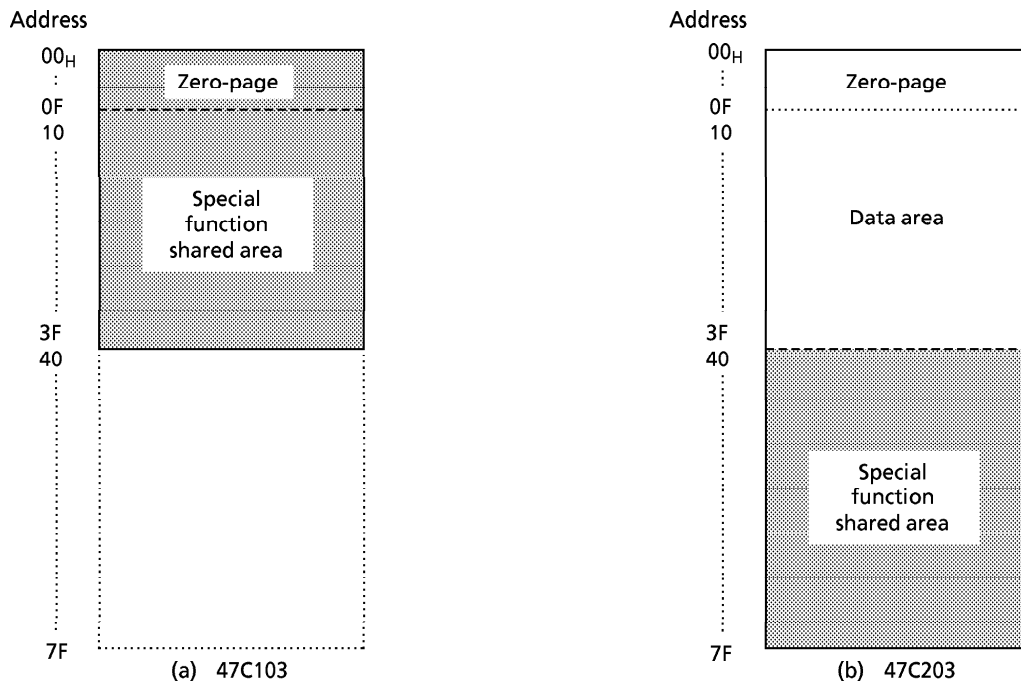 Address
00H
Zero-page
0F
10
Special
function
shared area
3F
40
7F
(a) 47C103
Address
00H
Zero-page
0F
10
Data area
3F
40
Special
function
shared area
7F
(b) 47C203